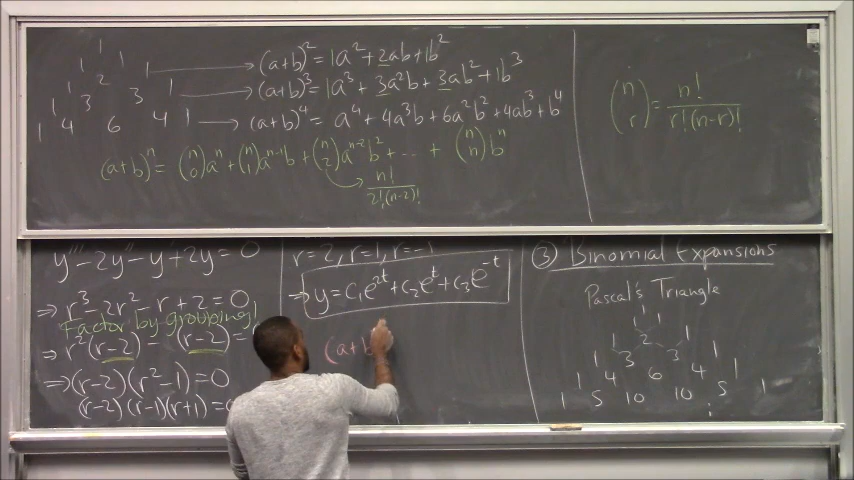 1
1 1
1 2 1 → (a+b)² = 1a² + 2ab + 1b²
1 3 3 1 → (a+b)³ = 1a³ + 3a²b + 3ab² + 1b³
1 4 6 4 1 → (a+b)⁴ = a⁴ + 4a³b + 6a²b² + 4ab³ + b⁴
(a+b)ⁿ = (n 0)aⁿ + (n 1)aⁿ⁻¹b + (n 2)aⁿ⁻²b² + ... + (n n)bⁿ
n!/2!(n-2)!
(n r) = n!/r!(n-r)!
y''' - 2y'' - y' + 2y = 0
⇒ r³ - 2r² - r + 2 = 0
Factor by grouping!
⇒ r²(r-2) - (r-2) =
⇒ (r-2)(r²-1) = 0
(r-2)(r-1)(r+1) =
r=2, r=1, r=-1
⇒ y = c₁e²ᵗ + c₂eᵗ + c₃e⁻ᵗ
(a+b
③ Binomial Expansions
Pascal's Triangle
1
1 1
1 2 1
1 3 3 1
1 4 6 4 1
1 5 10 10 5 1